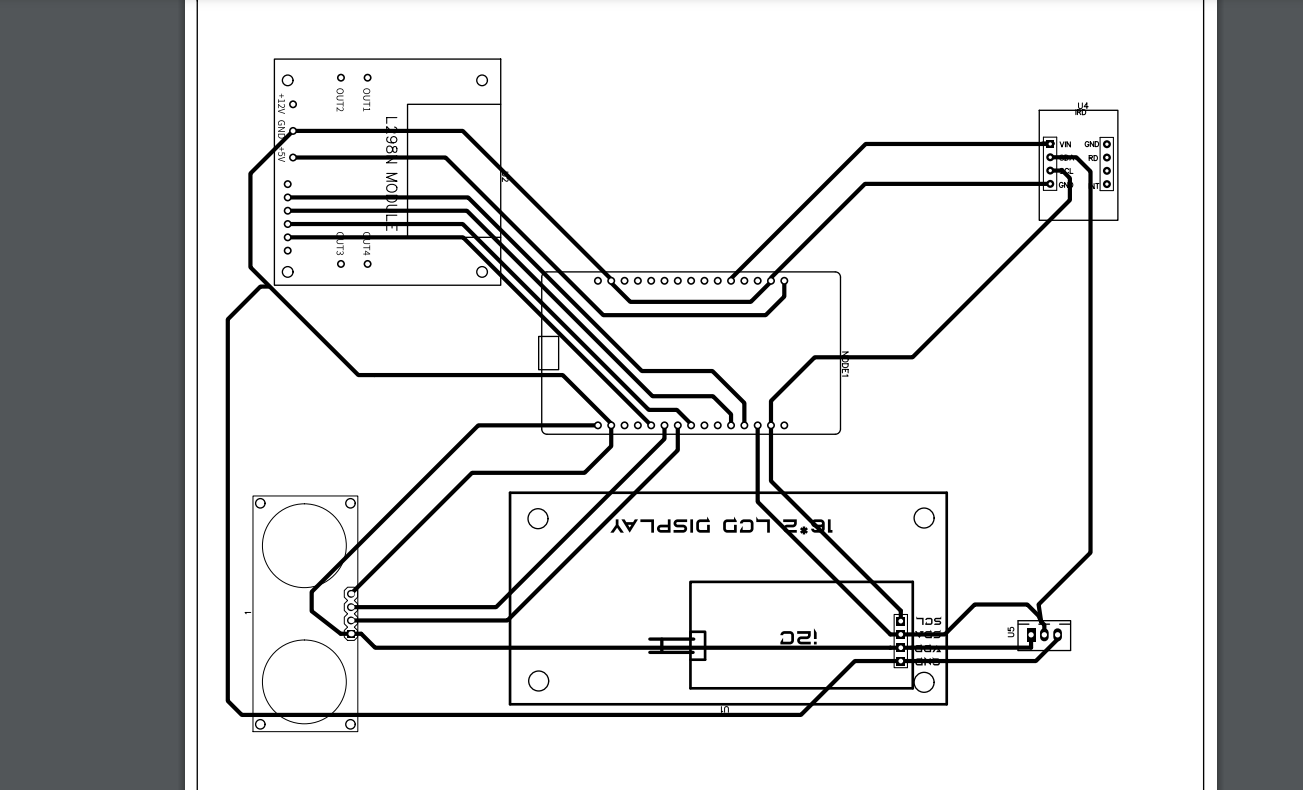 +12V
GND
+5V
OUT2
OUT1
L298N MODULE
OUT3
OUT4
U4
IRD
VIN
SDA
SCL
GND
GND
RD
INT
NODE1
16*2 LCD DISPLAY
i2C
SCL
SDA
VDD
GND
U1
U5
1